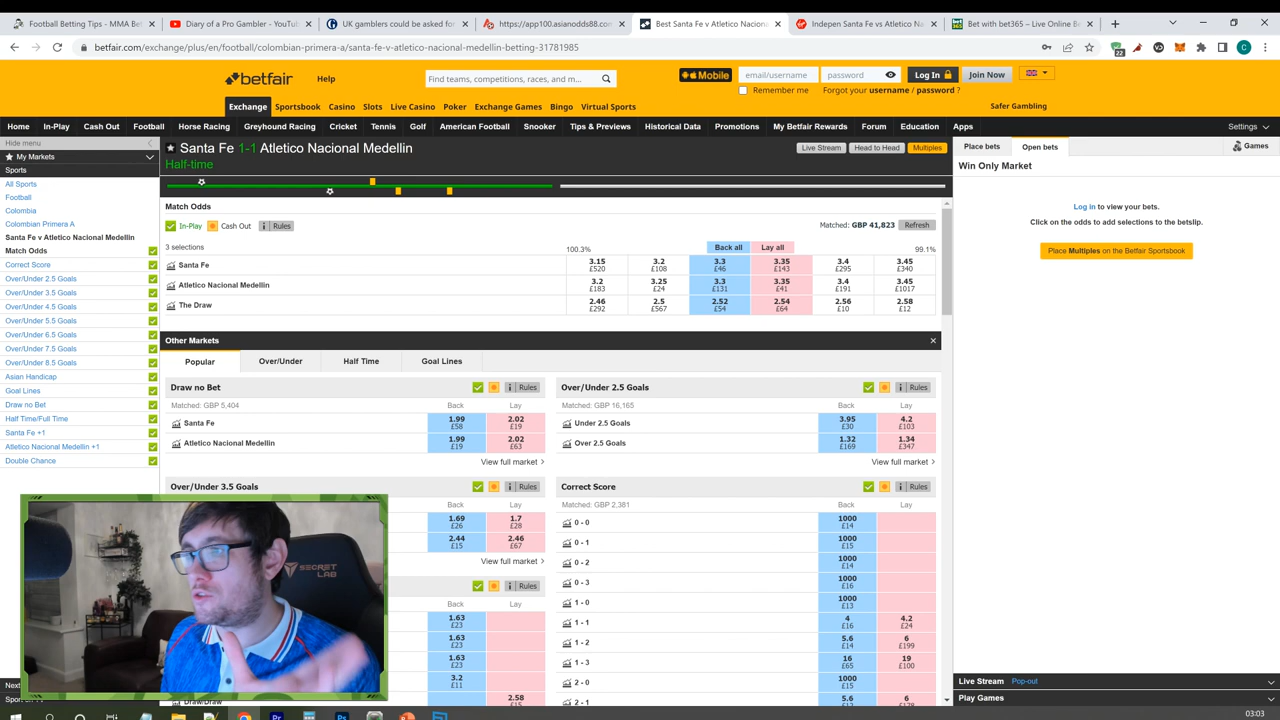 Football Betting Tips - MMA Bet
Diary of a Pro Gambler - YouTu
UK gamblers could be asked for
https://app100.asianodds88.com
Best Santa Fe v Atletico Nacional
Indepen Santa Fe vs Atletico Na
Bet with bet365 – Live Online Be
betfair.com/exchange/plus/en/football/colombian-primera-a/santa-fe-v-atletico-nacional-medellin-betting-31781985
22
C
betfair
Help
Find teams, competitions, races, and m...
Mobile
email/username
password
Log In
Join Now
Remember me
Forgot your username / password ?
Exchange Sportsbook Casino Slots Live Casino Poker Exchange Games Bingo Virtual Sports
Safer Gambling
Home In-Play Cash Out Football Horse Racing Greyhound Racing Cricket Tennis Golf American Football Snooker Tips & Previews Historical Data Promotions My Betfair Rewards Forum Education Apps
Settings
Hide menu
My Markets
Sports
All Sports
Football
Colombia
Colombian Primera A
Santa Fe v Atletico Nacional Medellin
Match Odds
Correct Score
Over/Under 2.5 Goals
Over/Under 3.5 Goals
Over/Under 4.5 Goals
Over/Under 5.5 Goals
Over/Under 6.5 Goals
Over/Under 7.5 Goals
Over/Under 8.5 Goals
Asian Handicap
Goal Lines
Draw no Bet
Half Time/Full Time
Santa Fe +1
Atletico Nacional Medellin +1
Double Chance
Santa Fe 1-1 Atletico Nacional Medellin
Half-time
Live Stream
Head to Head
Multiples
Match Odds
In-Play
Cash Out
Rules
Matched: GBP 41,823
Refresh
3 selections
100.3%
Back all
Lay all
99.1%
Santa Fe
3.15 3.2 3.3 3.35 3.4 3.45
£520 £108 £46 £143 £295 £340
Atletico Nacional Medellin
3.2 3.25 3.3 3.35 3.4 3.45
£183 £24 £131 £41 £191 £1017
The Draw
2.46 2.5 2.52 2.54 2.56 2.58
£292 £567 £54 £64 £10 £12
Other Markets
Popular
Over/Under
Half Time
Goal Lines
Draw no Bet
Rules
Matched: GBP 5,404
Back
Lay
Santa Fe
1.99 2.02
£58 £19
Atletico Nacional Medellin
1.99 2.02
£19 £63
View full market
Over/Under 2.5 Goals
Rules
Matched: GBP 16,165
Back
Lay
Under 2.5 Goals
3.95 4.2
£30 £103
Over 2.5 Goals
1.32 1.34
£169 £347
View full market
Over/Under 3.5 Goals
Rules
Back
Lay
1.69 1.7
£26 £28
2.44 2.46
£15 £67
View full market
Rules
Back
Lay
1.63
£23
1.63
£23
1.63
£23
3.2
£11
Draw/Draw
2.58
Correct Score
Rules
Matched: GBP 2,381
Back
Lay
0 - 0
1000
£14
0 - 1
1000
£15
0 - 2
1000
£14
0 - 3
1000
£16
1 - 0
1000
£13
1 - 1
4 4.2
£16 £24
1 - 2
5.6 6
£14 £199
1 - 3
16 19
£65 £100
2 - 0
1000
£15
2 - 1
5.6 6
Place bets
Open bets
Games
Win Only Market
Log in to view your bets.
Click on the odds to add selections to the betslip.
Place Multiples on the Betfair Sportsbook
Live Stream Pop-out
Play Games
SECRET
LAB
03:03